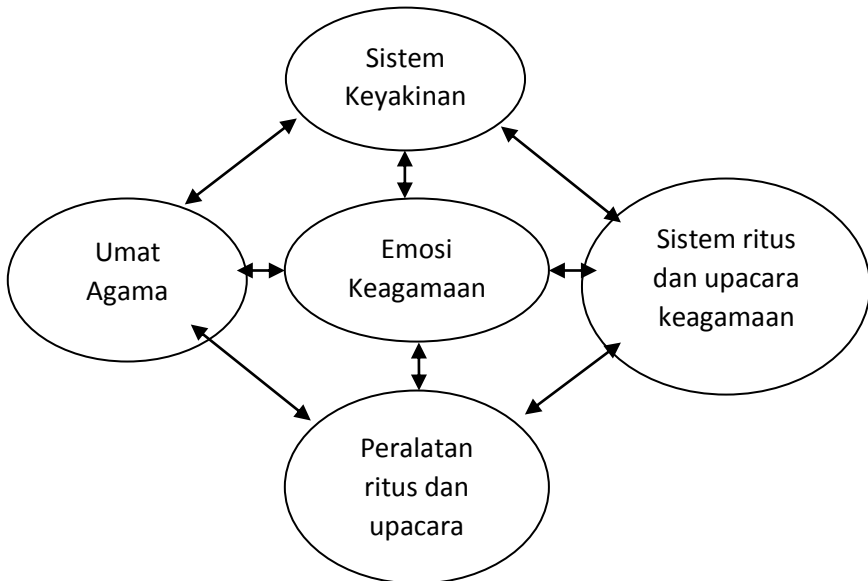 Sistem
Keyakinan
Umat
Agama
Emosi
Keagamaan
Sistem ritus
dan upacara
keagamaan
Peralatan
ritus dan
upacara